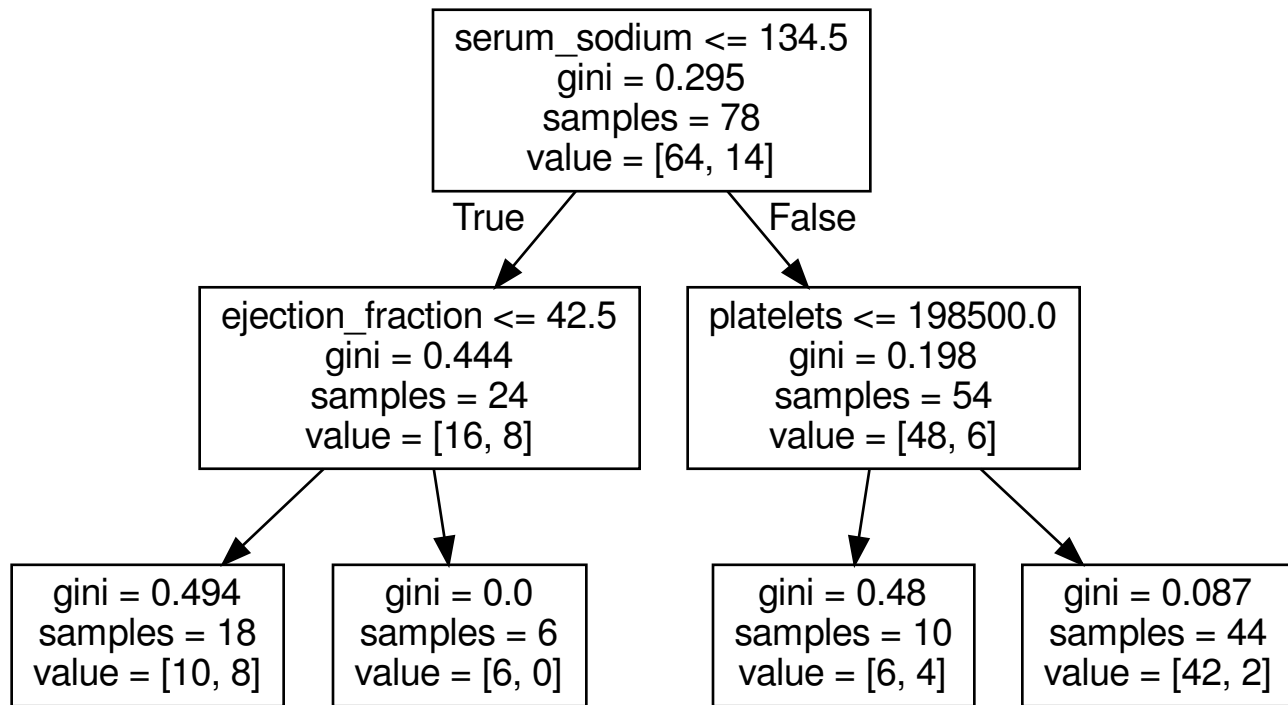 serum_sodium <= 134.5
gini = 0.295
samples = 78
value = [64, 14]
True
False
ejection_fraction <= 42.5
gini = 0.444
samples = 24
value = [16, 8]
platelets <= 198500.0
gini = 0.198
samples = 54
value = [48, 6]
gini = 0.494
samples = 18
value = [10, 8]
gini = 0.0
samples = 6
value = [6, 0]
gini = 0.48
samples = 10
value = [6, 4]
gini = 0.087
samples = 44
value = [42, 2]